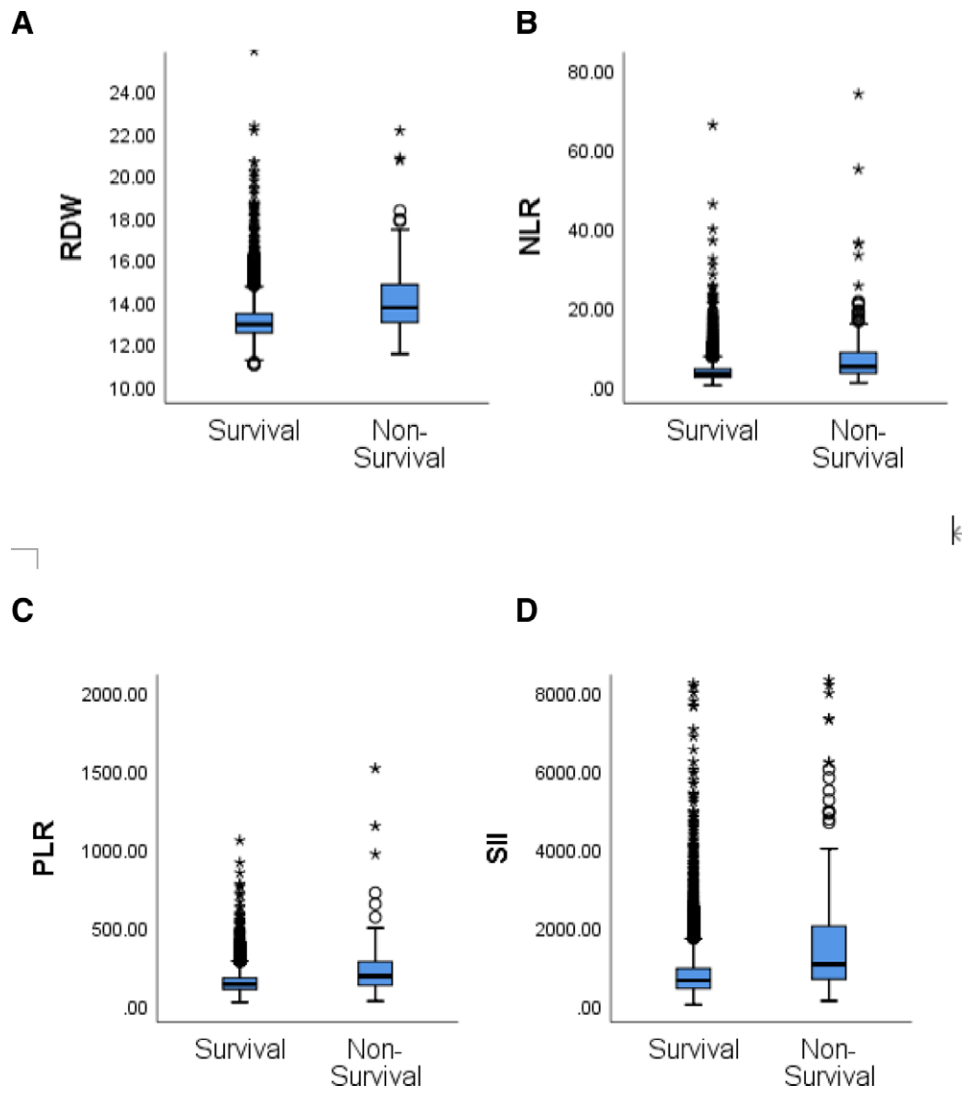 A
RDW
24.00
22.00
20.00
18.00
16.00
14.00
12.00
10.00
Survival
Non-
Survival
B
NLR
80.00
60.00
40.00
20.00
.00
Survival
Non-
Survival
C
PLR
2000.00
1500.00
1000.00
500.00
.00
Survival
Non-
Survival
D
SII
8000.00
6000.00
4000.00
2000.00
.00
Survival
Non-
Survival